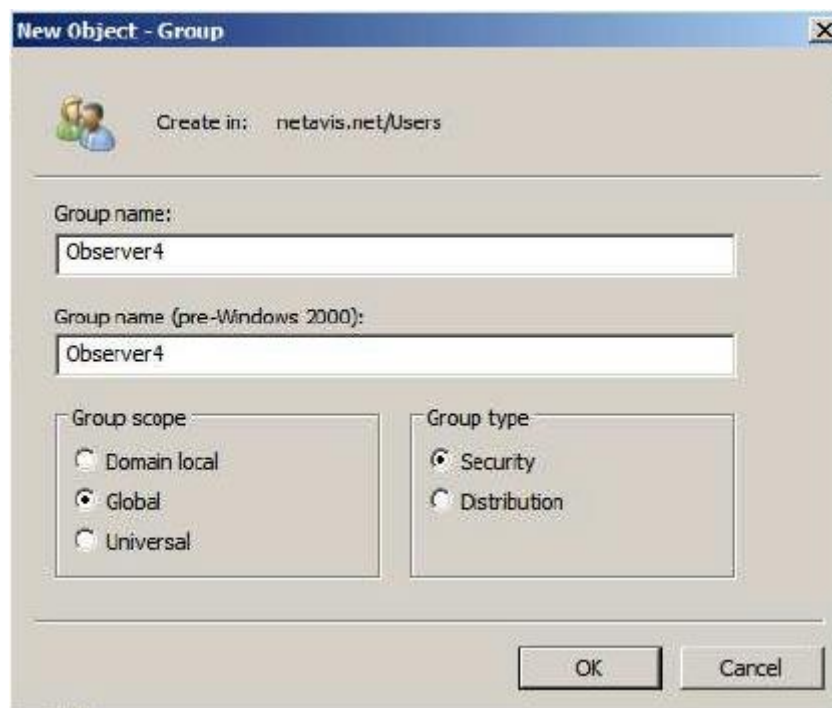 New Object - Group
Create in: netavis.net/Users
Group name:
Observer4
Group name (pre-Windows 2000):
Observer4
Group scope
Domain local
Global
Universal
Group type
Security
Distribution
OK
Cancel